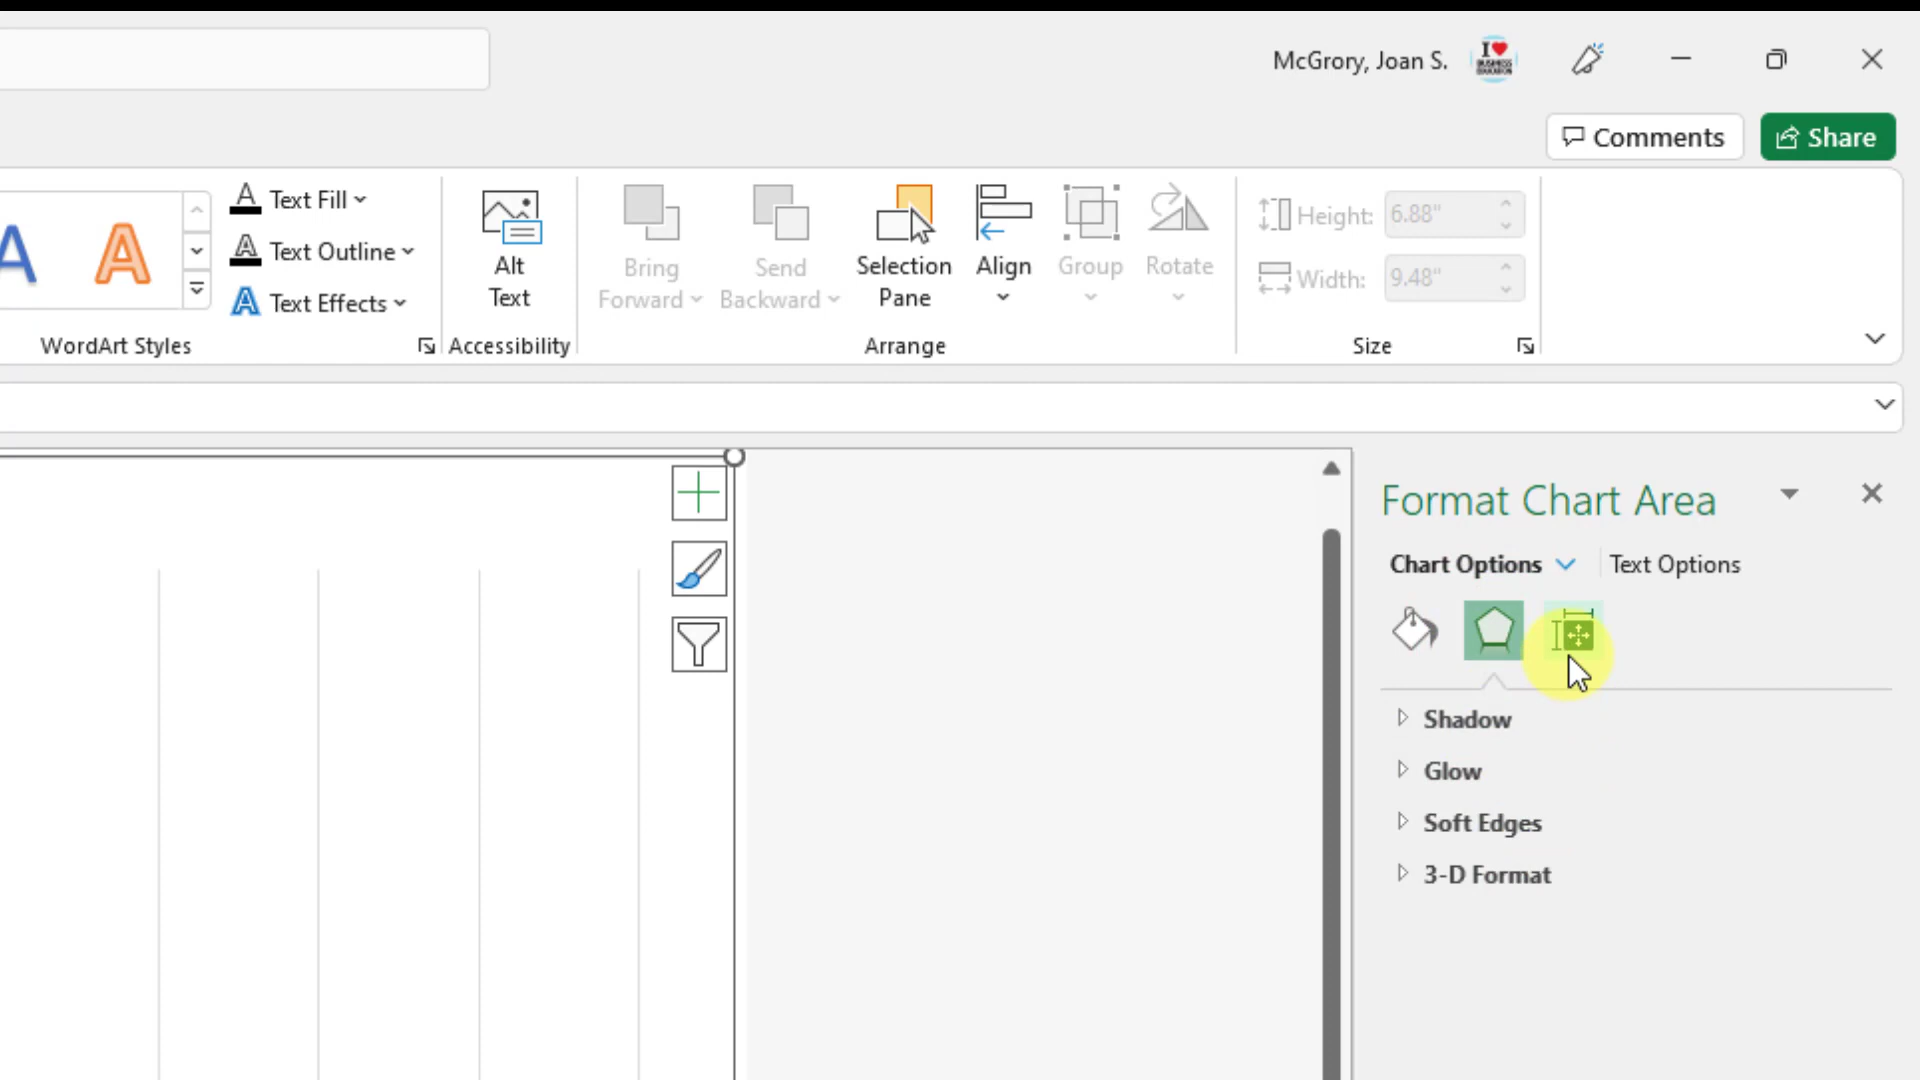 McGrory, Joan S.
I ♥
BUSINESS
EDUCATION
Comments
Share
A
A
Text Fill
Text Outline
Text Effects
WordArt Styles
Alt
Text
Accessibility
Bring
Forward
Send
Backward
Selection
Pane
Align
Group
Rotate
Arrange
Height: 6.88"
Width: 9.48"
Size
Format Chart Area
Chart Options
Text Options
Shadow
Glow
Soft Edges
3-D Format